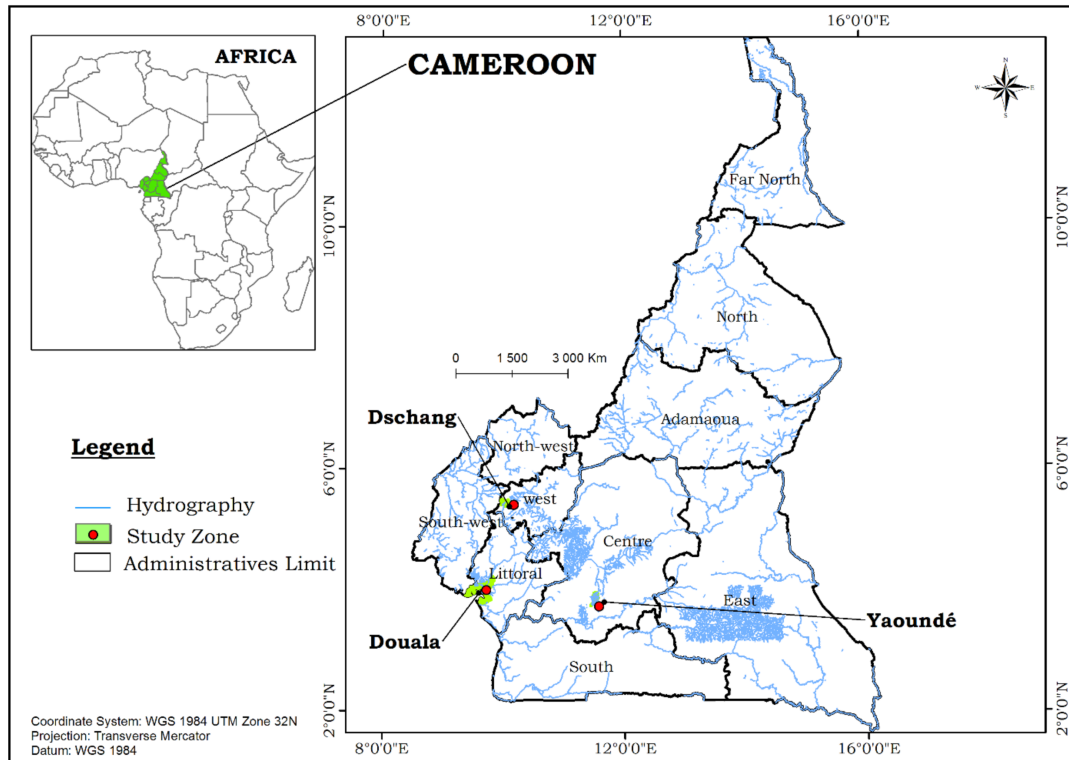 8°0'0"E 12°0'0"E 16°0'0"E
AFRICA
CAMEROON
N
W E
S
Far North
10°0'0"N 10°0'0"N
North
0 1 500 3 000 Km
Dschang
Adamaoua
Legend
North-west
6°0'0"N 6°0'0"N
Hydrography
west
South-west
Study Zone
Centre
Administratives Limit
Littoral
East
Yaoundé
Douala
South
2°0'0"N 2°0'0"N
Coordinate System: WGS 1984 UTM Zone 32N
Projection: Transverse Mercator
Datum: WGS 1984
8°0'0"E 12°0'0"E 16°0'0"E